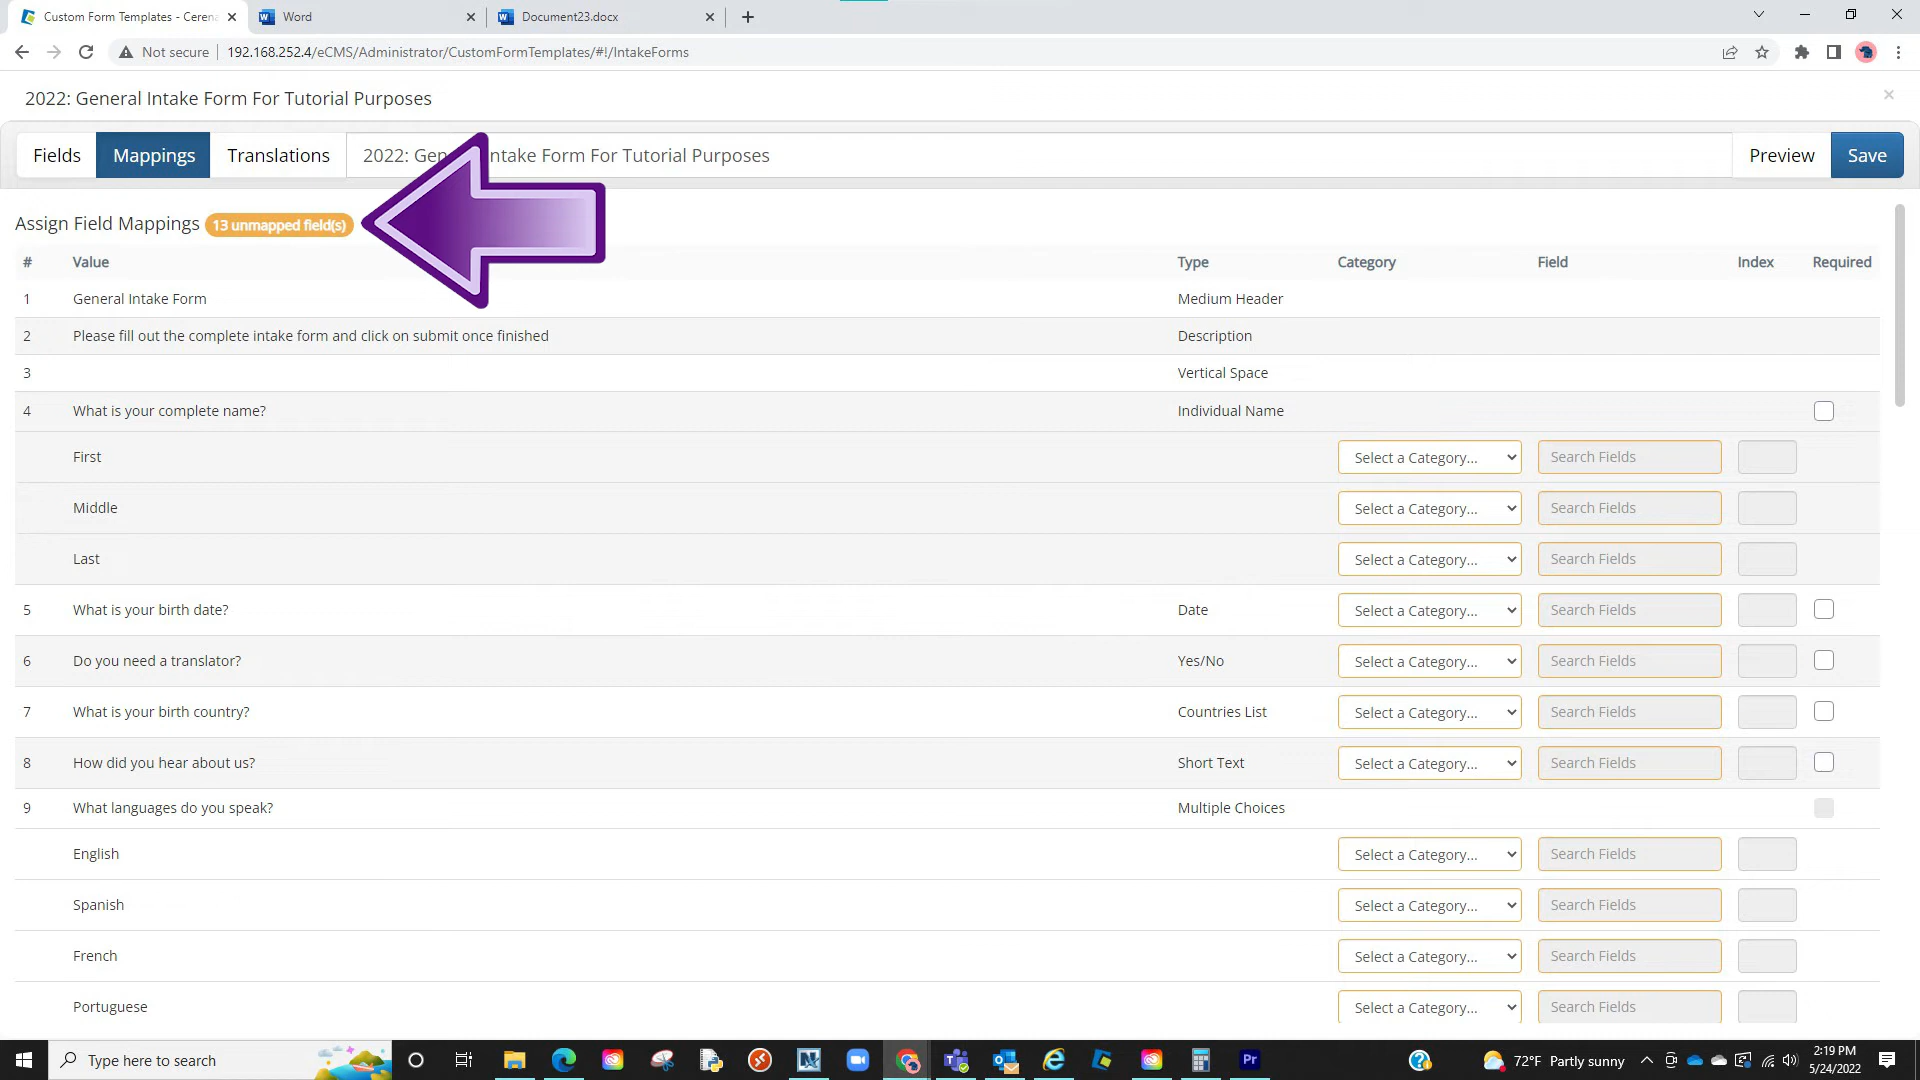 Custom Form Templates - Cerena
Word
Document23.docx
Not secure
192.168.252.4/eCMS/Administrator/CustomFormTemplates/#!/IntakeForms
2022: General Intake Form For Tutorial Purposes
Fields
Mappings
Translations
2022: Gen ntake Form For Tutorial Purposes
Preview
Save
Assign Field Mappings 13 unmapped field(s)
# Value Type Category Field Index Required
1 General Intake Form Medium Header
2 Please fill out the complete intake form and click on submit once finished Description
3 Vertical Space
4 What is your complete name? Individual Name
First Select a Category... Search Fields
Middle Select a Category... Search Fields
Last Select a Category... Search Fields
5 What is your birth date? Date Select a Category... Search Fields
6 Do you need a translator? Yes/No Select a Category... Search Fields
7 What is your birth country? Countries List Select a Category... Search Fields
8 How did you hear about us? Short Text Select a Category... Search Fields
9 What languages do you speak? Multiple Choices
English Select a Category... Search Fields
Spanish Select a Category... Search Fields
French Select a Category... Search Fields
Portuguese Select a Category... Search Fields
Type here to search
Pr
72°F Partly sunny
2:19 PM
5/24/2022